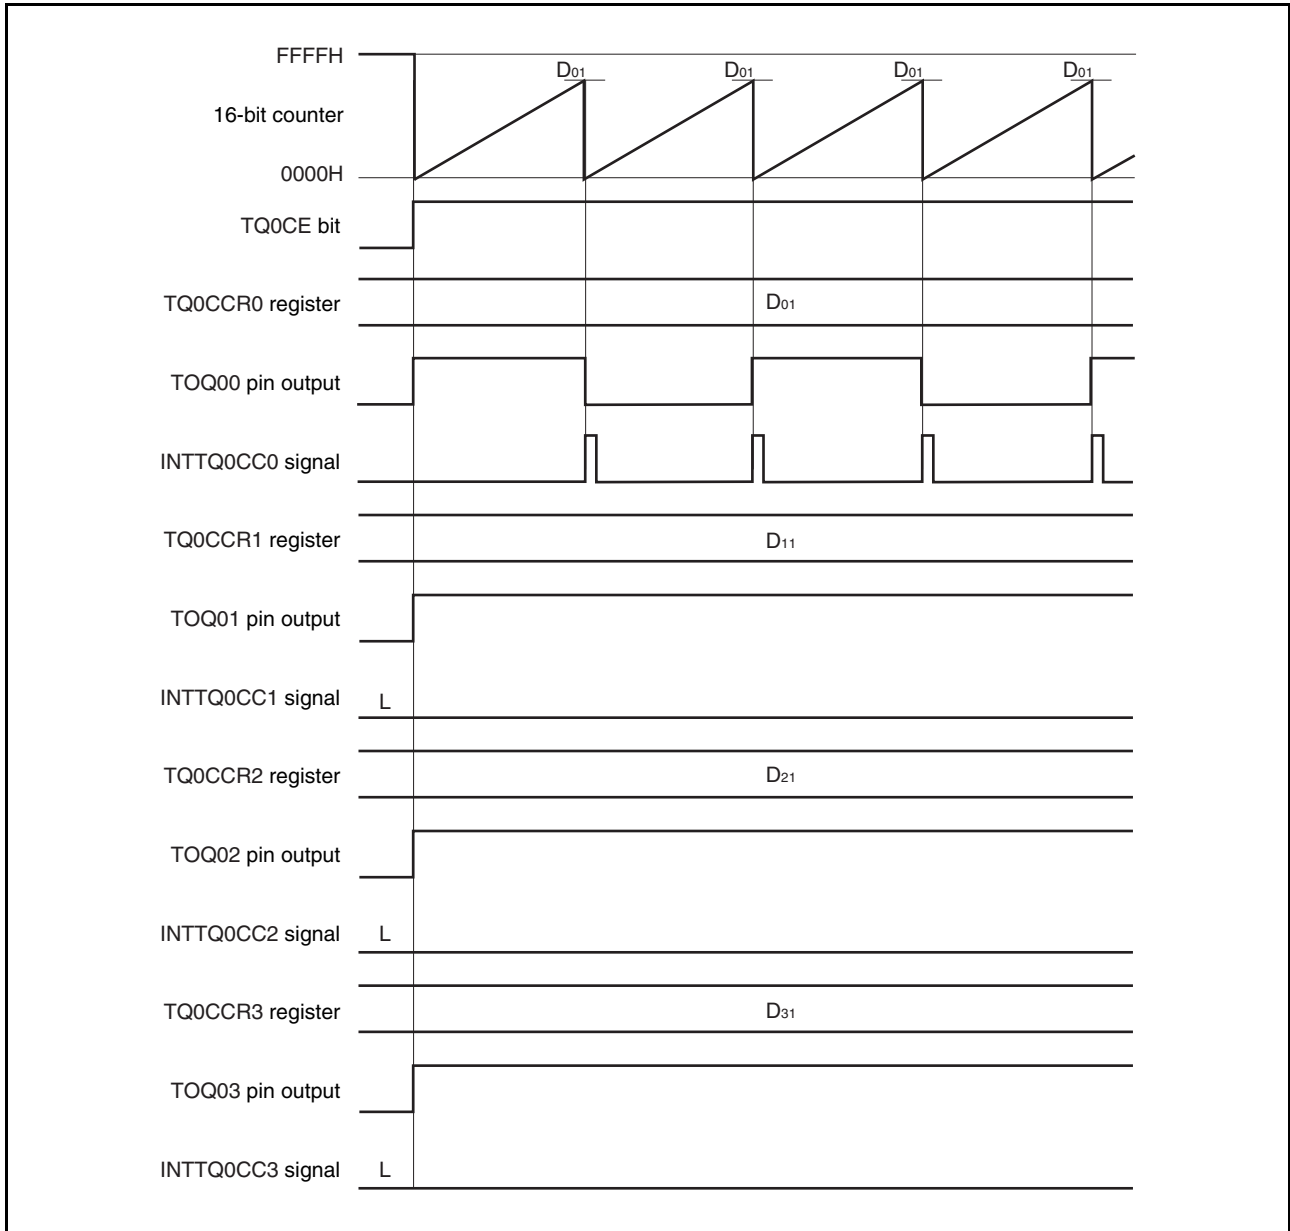 FFFFH
D01 D01 D01 D01
16-bit counter
0000H
TQ0CE bit
TQ0CCR0 register D01
TOQ00 pin output
INTTQ0CC0 signal
TQ0CCR1 register D11
TOQ01 pin output
INTTQ0CC1 signal L
TQ0CCR2 register D21
TOQ02 pin output
INTTQ0CC2 signal L
TQ0CCR3 register D31
TOQ03 pin output
INTTQ0CC3 signal L